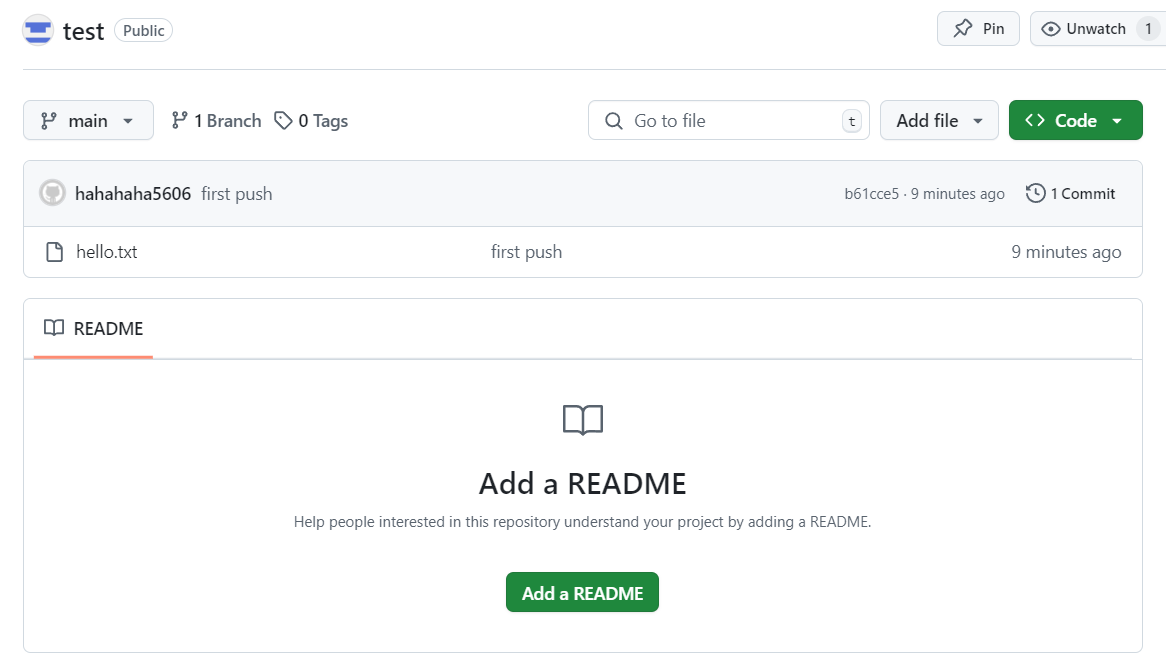 test Public Pin Unwatch 1
main 1 Branch 0 Tags Go to file t Add file <> Code
hahahaha5606 first push b61cce5 · 9 minutes ago 1 Commit
hello.txt first push 9 minutes ago
README
Add a README
Help people interested in this repository understand your project by adding a README.
Add a README